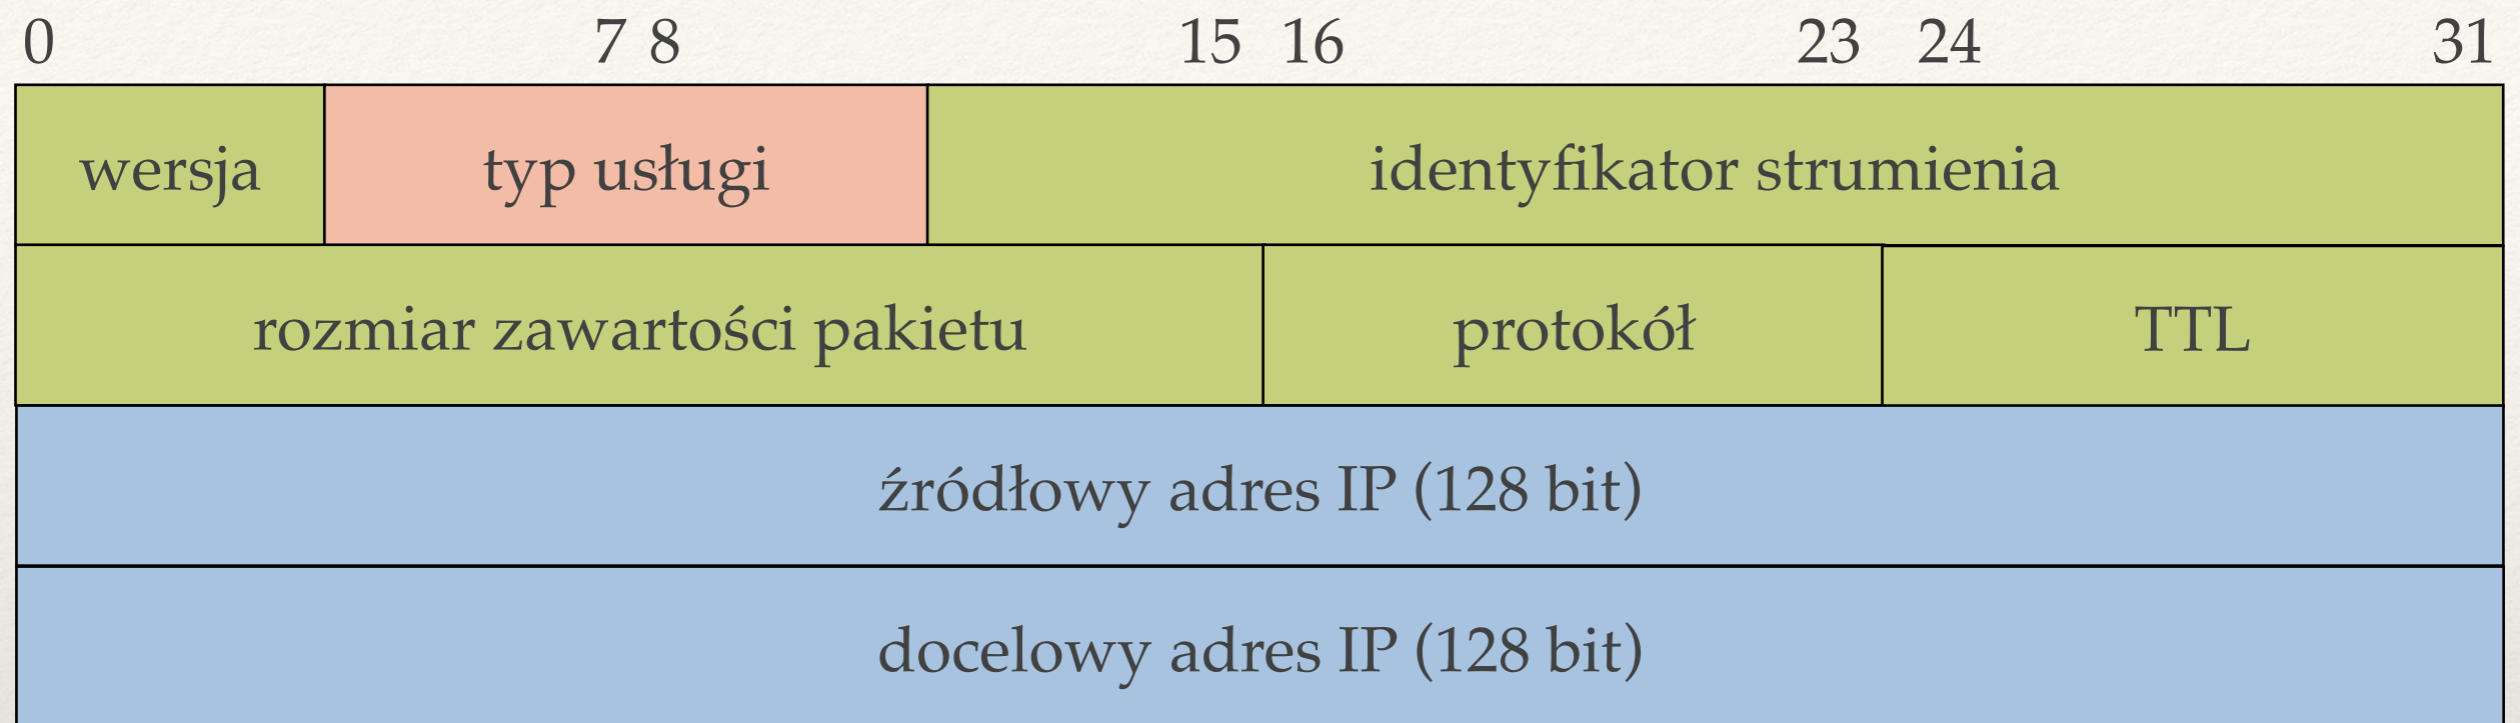 0 7 8 15 16 23 24 31
wersja typ usługi identyfikator strumienia
rozmiar zawartości pakietu protokół TTL
źródłowy adres IP (128 bit)
docelowy adres IP (128 bit)